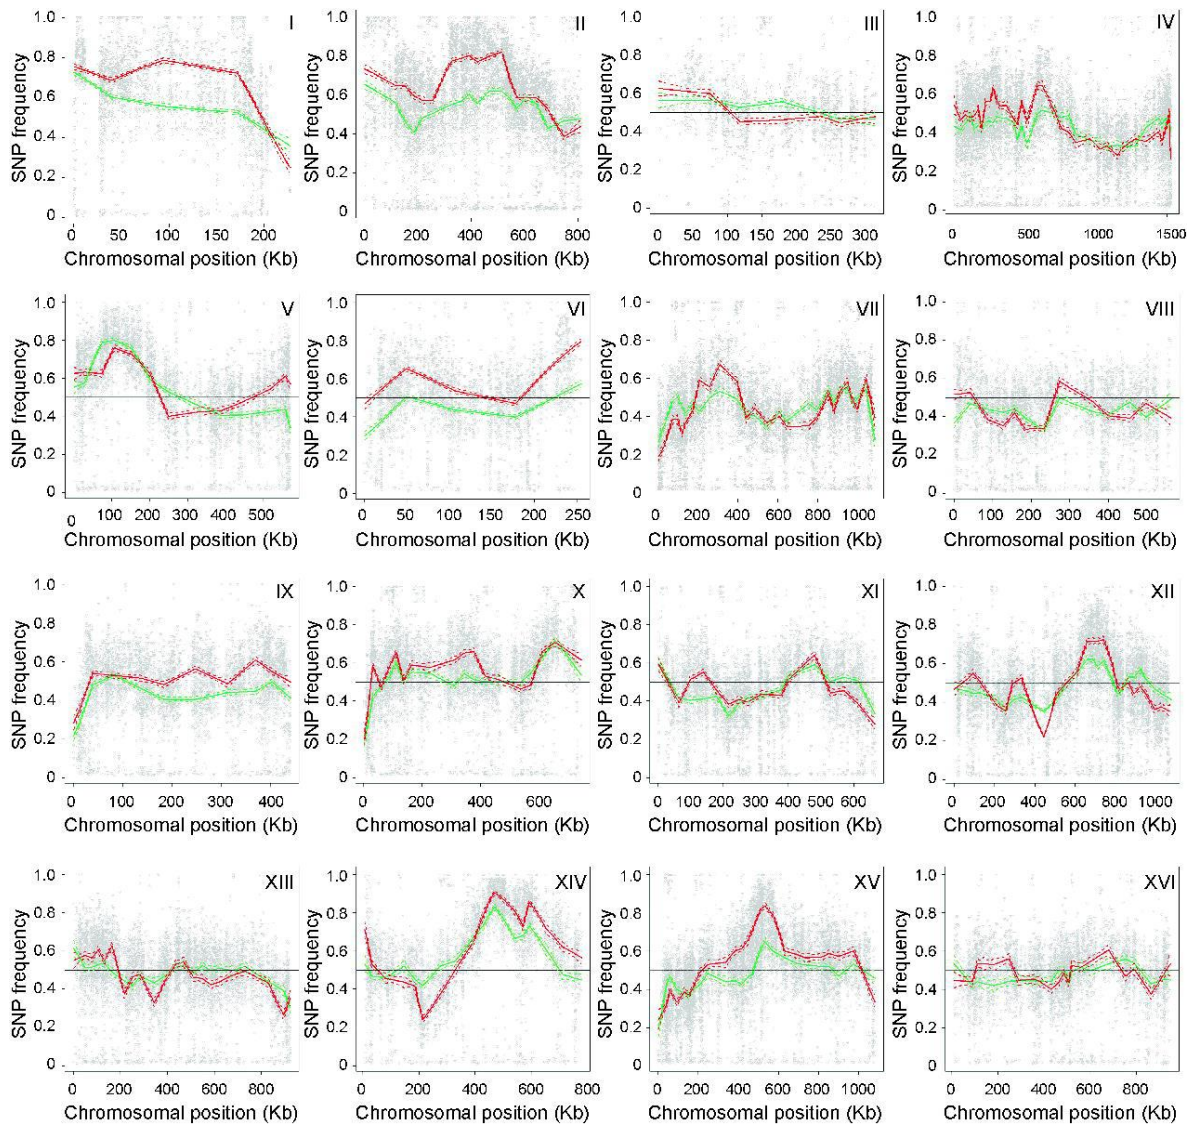 I II III IV
SNP frequency SNP frequency SNP frequency SNP frequency
1.0 1.0 1.0 1.0
0.8 0.8 0.8 0.8
0.6 0.6 0.6 0.6
0.4 0.4 0.4 0.4
0.2 0.2 0.2 0.2
0 0 0 0
0 50 100 150 200 0 200 400 600 800 0 50 100 150 200 250 300 0 500 1000 1500
Chromosomal position (Kb) Chromosomal position (Kb) Chromosomal position (Kb) Chromosomal position (Kb)
V VI VII VIII
SNP frequency SNP frequency SNP frequency SNP frequency
1.0 1.0 1.0 1.0
0.8 0.8 0.8 0.8
0.6 0.6 0.6 0.6
0.4 0.4 0.4 0.4
0.2 0.2 0.2 0.2
0 0 0 0
0 100 200 300 400 500 0 50 100 150 200 250 0 200 400 600 800 1000 0 100 200 300 400 500
Chromosomal position (Kb) Chromosomal position (Kb) Chromosomal position (Kb) Chromosomal position (Kb)
IX X XI XII
SNP frequency SNP frequency SNP frequency SNP frequency
1.0 1.0 1.0 1.0
0.8 0.8 0.8 0.8
0.6 0.6 0.6 0.6
0.4 0.4 0.4 0.4
0.2 0.2 0.2 0.2
0 0 0 0
0 100 200 300 400 0 200 400 600 0 100 200 300 400 500 600 0 200 400 600 800 1000
Chromosomal position (Kb) Chromosomal position (Kb) Chromosomal position (Kb) Chromosomal position (Kb)
XIII XIV XV XVI
SNP frequency SNP frequency SNP frequency SNP frequency
1.0 1.0 1.0 1.0
0.8 0.8 0.8 0.8
0.6 0.6 0.6 0.6
0.4 0.4 0.4 0.4
0.2 0.2 0.2 0.2
0 0 0 0
0 200 400 600 800 0 100 200 300 400 500 600 700 800 0 200 400 600 800 1000 0 200 400 600 800
Chromosomal position (Kb) Chromosomal position (Kb) Chromosomal position (Kb) Chromosomal position (Kb)